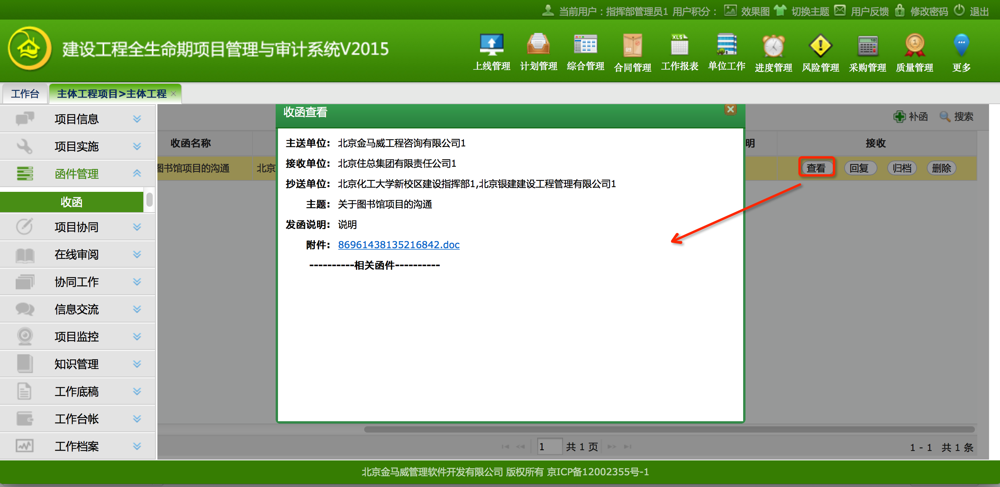 当前用户：指挥部管理员1 用户积分： 效果图 切换主题 用户反馈 修改密码 退出
建设工程全生命期项目管理与审计系统V2015
XLS
上线管理 计划管理 综合管理 合同管理 工作报表 单位工作 进度管理 风险管理 采购管理 质量管理 更多
工作台 主体工程项目>主体工程
收函查看
补函 搜索
项目信息
项目实施
函件管理
收函
项目协同
在线审阅
协同工作
信息交流
项目监控
知识管理
工作底稿
工作台帐
工作档案
收函名称 明 接收
图书馆项目的沟通 北京 查看 回复 归档 删除
主送单位： 北京金马威工程咨询有限公司1
接收单位： 北京住总集团有限责任公司1
抄送单位： 北京化工大学新校区建设指挥部1,北京银建建设工程管理有限公司1
主题： 关于图书馆项目的沟通
发函说明： 说明
附件： 86961438135216842.doc
----------相关函件----------
1 共 1 页
1 - 1 共 1 条
北京金马威管理软件开发有限公司 版权所有 京ICP备12002355号-1